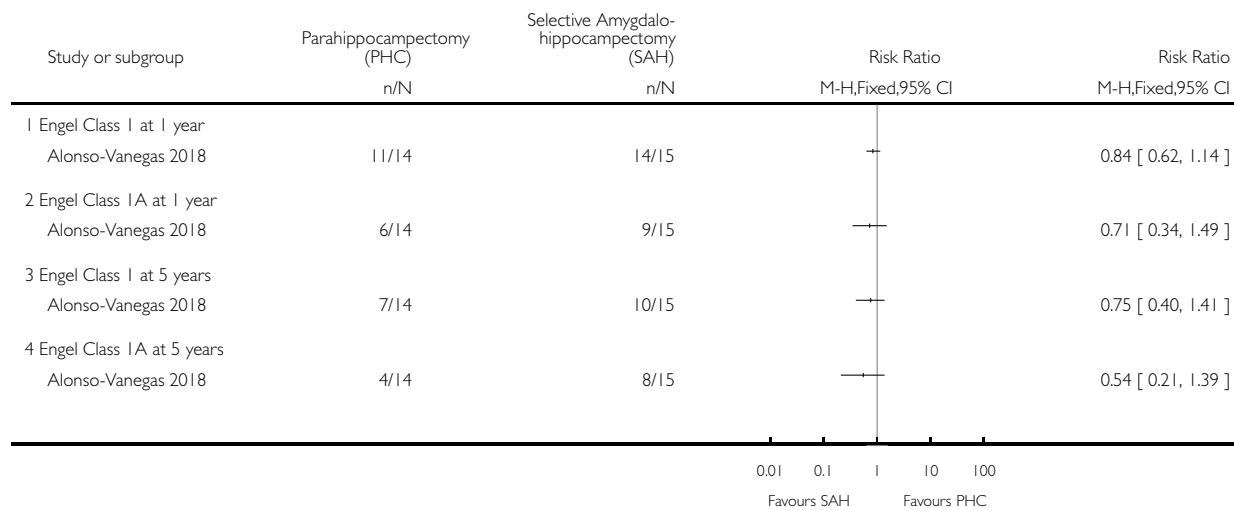 Study or subgroup
Parahippocampectomy
(PHC)
Selective Amygdalo-
hippocampectomy
(SAH)
Risk Ratio
Risk Ratio
n/N
n/N
M-H,Fixed,95% CI
M-H,Fixed,95% CI
1 Engel Class 1 at 1 year
Alonso-Vanegas 2018 11/14 14/15 0.84 [ 0.62, 1.14 ]
2 Engel Class 1A at 1 year
Alonso-Vanegas 2018 6/14 9/15 0.71 [ 0.34, 1.49 ]
3 Engel Class 1 at 5 years
Alonso-Vanegas 2018 7/14 10/15 0.75 [ 0.40, 1.41 ]
4 Engel Class 1A at 5 years
Alonso-Vanegas 2018 4/14 8/15 0.54 [ 0.21, 1.39 ]
0.01 0.1 1 10 100
Favours SAH Favours PHC